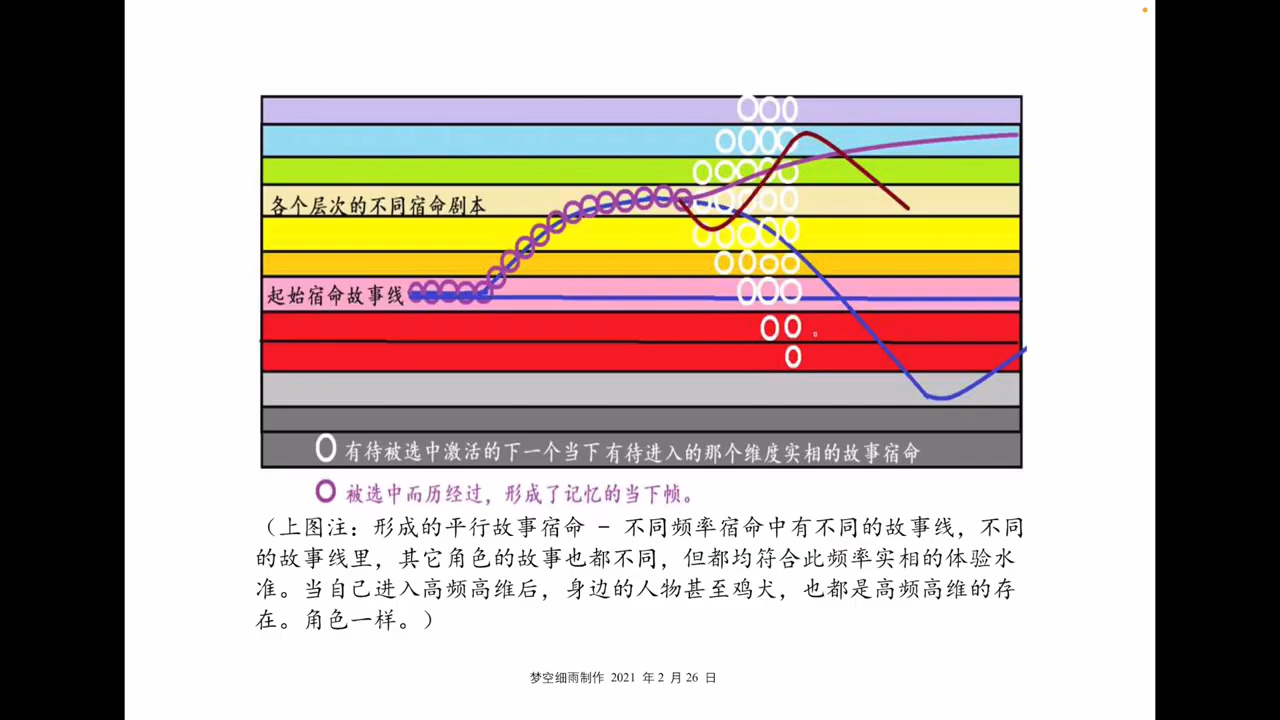 各个层次的不同宿命剧本
起始宿命故事线
有待被选中激活的下一个当下有待进入的那个维度实相的故事宿命
被选中而历经过，形成了记忆的当下帧。
（上图注：形成的平行故事宿命 - 不同频率宿命中有不同的故事线，不同
的故事线里，其它角色的故事也都不同，但都均符合此频率实相的体验水
准。当自己进入高频高维后，身边的人物甚至鸡犬，也都是高频高维的存
在。角色一样。）
梦空细雨制作 2021 年 2 月 26 日